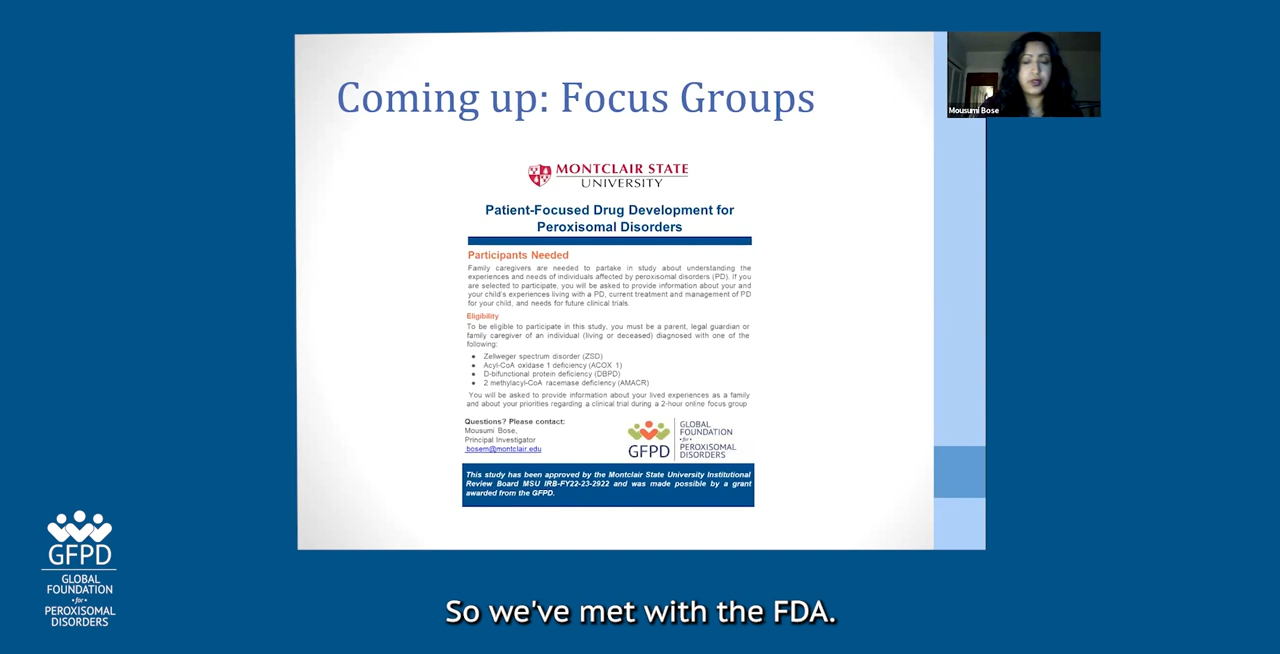 Coming up: Focus Groups
Mousumi Bose
MONTCLAIR STATE
UNIVERSITY
Patient-Focused Drug Development for
Peroxisomal Disorders
Participants Needed
Family caregivers are needed to partake in study about understanding the
experiences and needs of individuals affected by peroxisomal disorders (PD). If you
are selected to participate, you will be asked to provide information about your and
your child's experiences living with a PD, current treatment and management of PD
for your child, and needs for future clinical trials.
Eligibility
To be eligible to participate in this study, you must be a parent, legal guardian or
family caregiver of an individual (living or deceased) diagnosed with one of the
following:
● Zellweger spectrum disorder (ZSD)
● Acyl-CoA oxidase 1 deficiency (ACOX 1)
● D-bifunctional protein deficiency (DBPD)
● 2 methylacyl-CoA racemase deficiency (AMACR)
You will be asked to provide information about your lived experiences as a family
and about your priorities regarding a clinical trial during a 2-hour online focus group
Questions? Please contact:
Mousumi Bose,
Principal Investigator
bosem@montclair.edu
GFPD
GLOBAL
FOUNDATION
·for·
PEROXISOMAL
DISORDERS
This study has been approved by the Montclair State University Institutional
Review Board MSU IRB-FY22-23-2922 and was made possible by a grant
awarded from the GFPD.
GFPD
GLOBAL
FOUNDATION
·for·
PEROXISOMAL
DISORDERS
So we've met with the FDA.